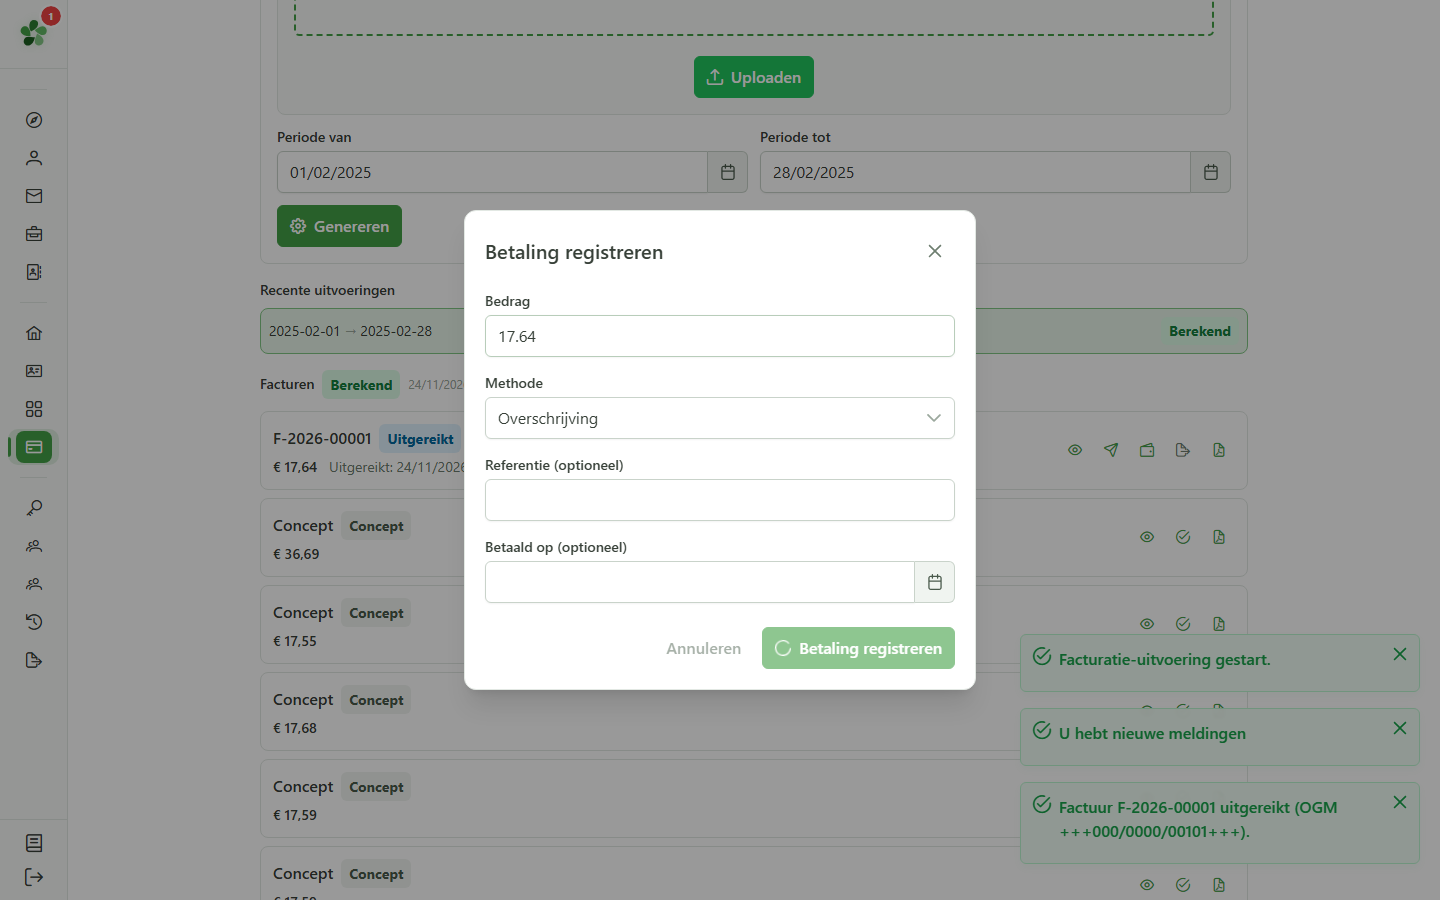 1
Uploaden
Periode van
Periode tot
01/02/2025
28/02/2025
Genereren
Betaling registreren
Bedrag
17.64
Methode
Overschrijving
Referentie (optioneel)
Betaald op (optioneel)
Annuleren
Betaling registreren
Recente uitvoeringen
2025-02-01 → 2025-02-28
Berekend
Facturen
Berekend
F-2026-00001
Uitgereikt
€ 17,64
Uitgereikt:
Concept
Concept
€ 36,69
Concept
Concept
€ 17,55
Concept
Concept
€ 17,68
Concept
Concept
€ 17,59
Concept
Concept
Facturatie-uitvoering gestart.
U hebt nieuwe meldingen
Factuur F-2026-00001 uitgereikt (OGM
+++000/0000/00101+++).